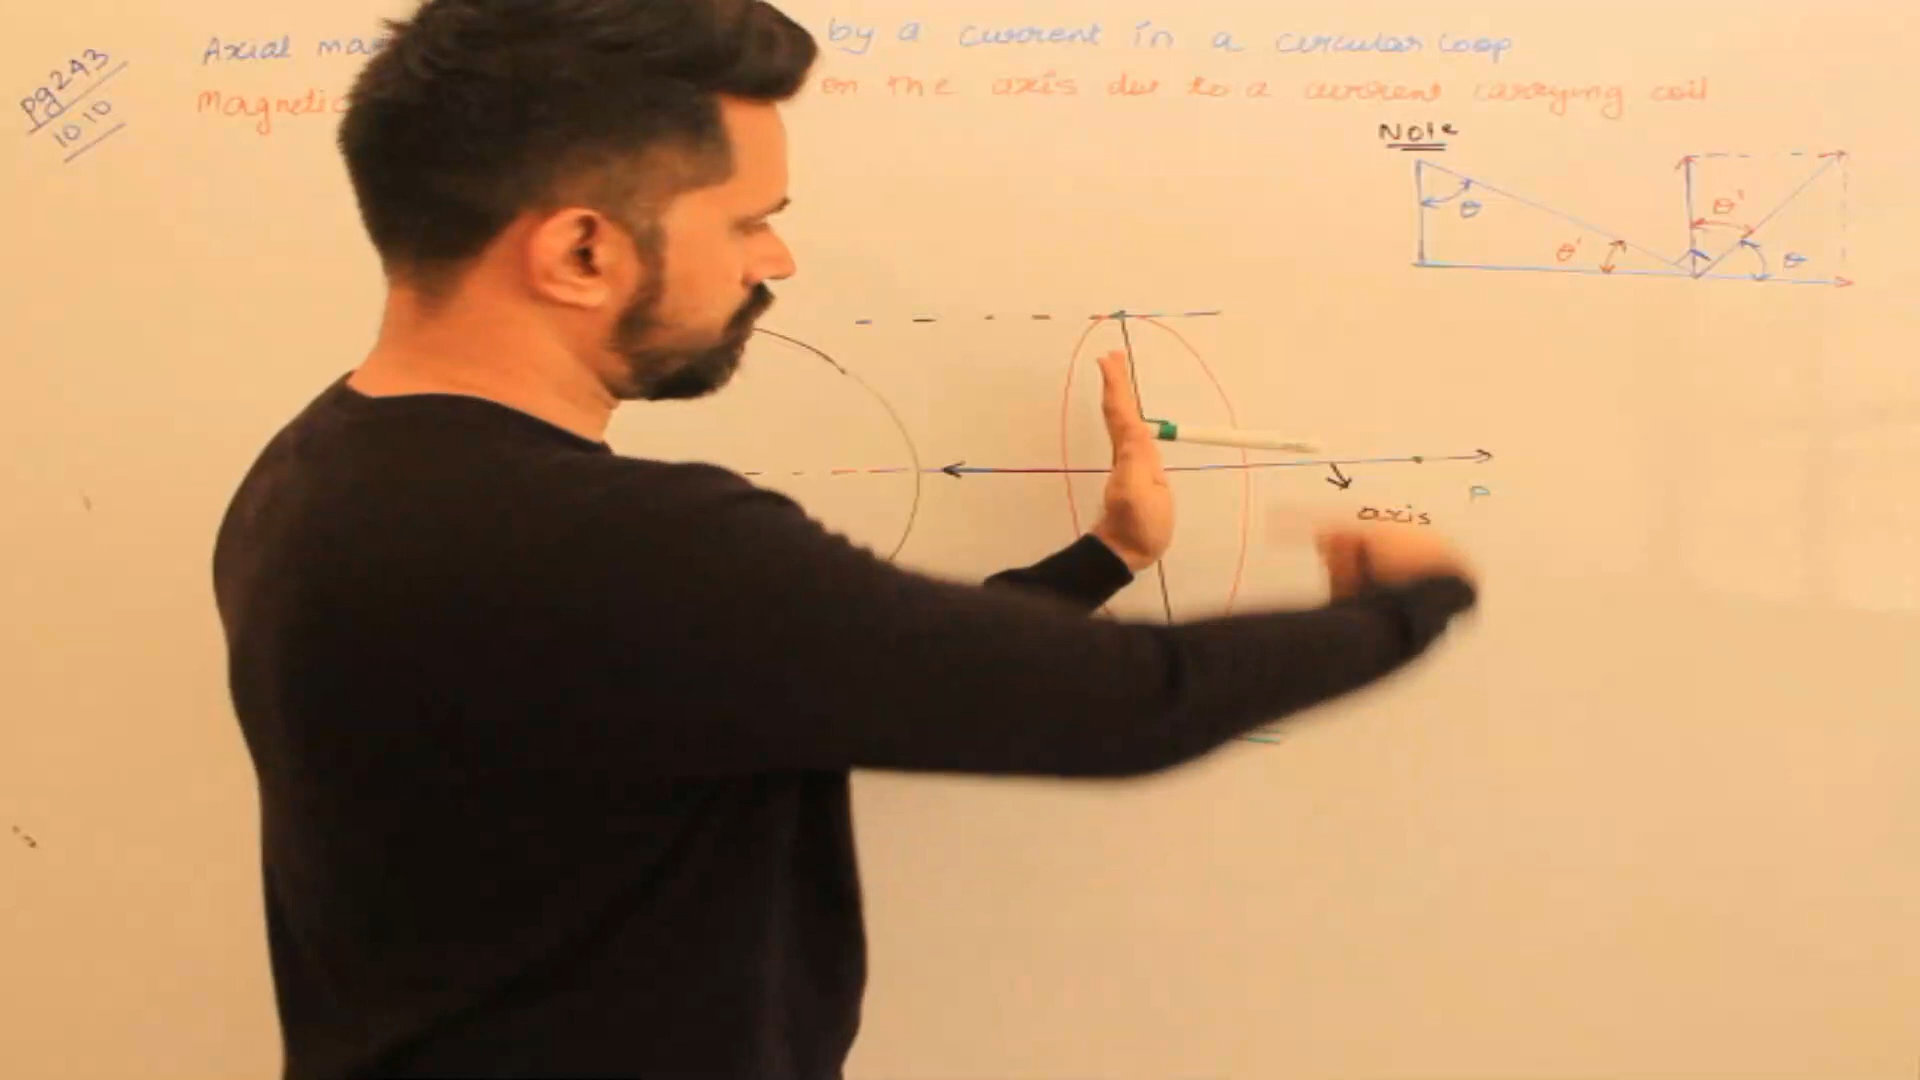 Pg 243
10.10
Axial ma by a current in a circular loop
Magnetic on the axis due to a current carrying coil
Note
θ
θ'
θ'
θ
P
axis